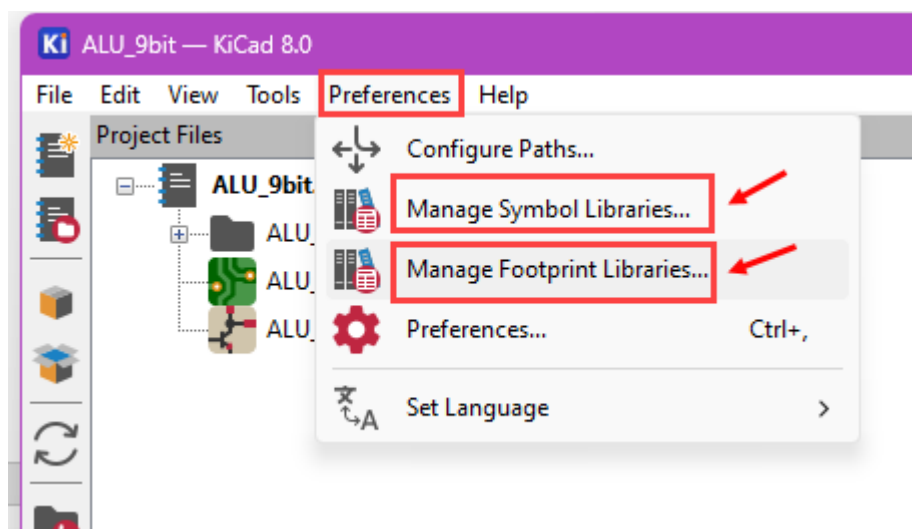 Ki ALU_9bit — KiCad 8.0
File Edit View Tools Preferences Help
Project Files
Configure Paths...
ALU_9bit.
Manage Symbol Libraries...
ALU_
Manage Footprint Libraries...
ALU_
Preferences... Ctrl+,
ALU_
Set Language